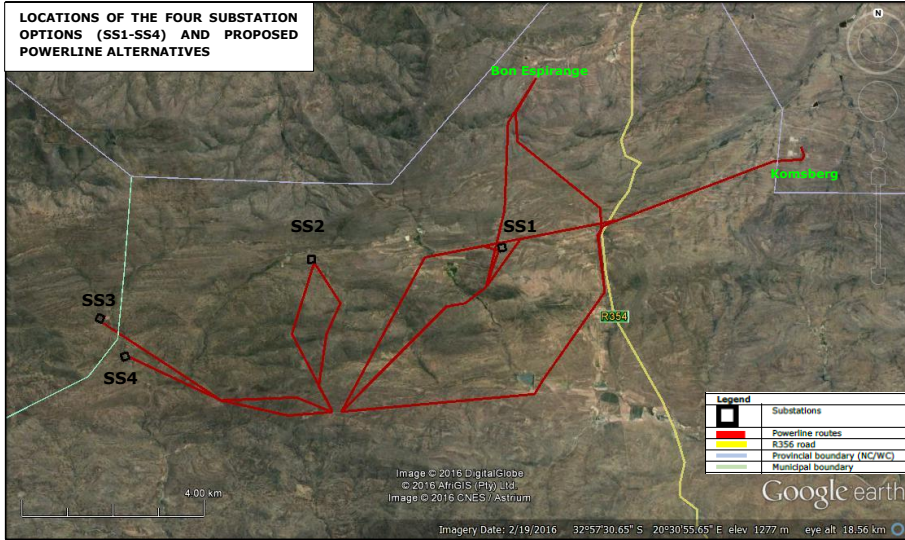 LOCATIONS OF THE FOUR SUBSTATION
OPTIONS (SS1-SS4) AND PROPOSED
POWERLINE ALTERNATIVES
N
Bon Espirange
Komsberg
SS1
SS2
SS3
R354
SS4
Legend
Substations
Powerline routes
R356 road
Provincial boundary (NC/WC)
Municipal boundary
Image © 2016 DigitalGlobe
© 2016 AfriGIS (Pty) Ltd.
Image © 2016 CNES / Astrium
4.00 km
Google earth
Imagery Date: 2/19/2016 32°57'30.65" S 20°30'55.65" E elev 1277 m eye alt 18.56 km